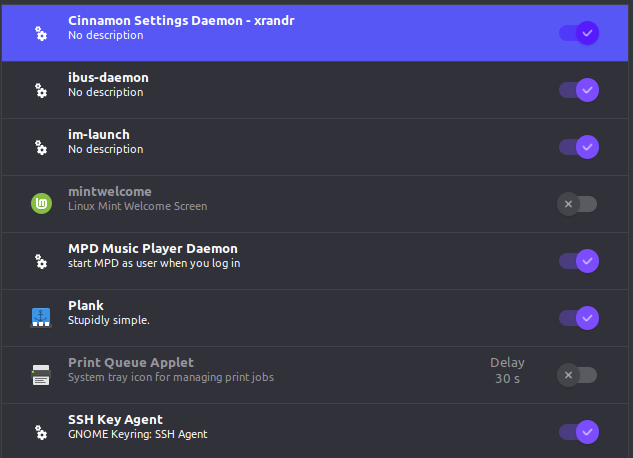 Cinnamon Settings Daemon - xrandr
No description
ibus-daemon
No description
im-launch
No description
mintwelcome
Linux Mint Welcome Screen
MPD Music Player Daemon
start MPD as user when you log in
Plank
Stupidly simple.
Print Queue Applet
System tray icon for managing print jobs
Delay
30 s
SSH Key Agent
GNOME Keyring: SSH Agent